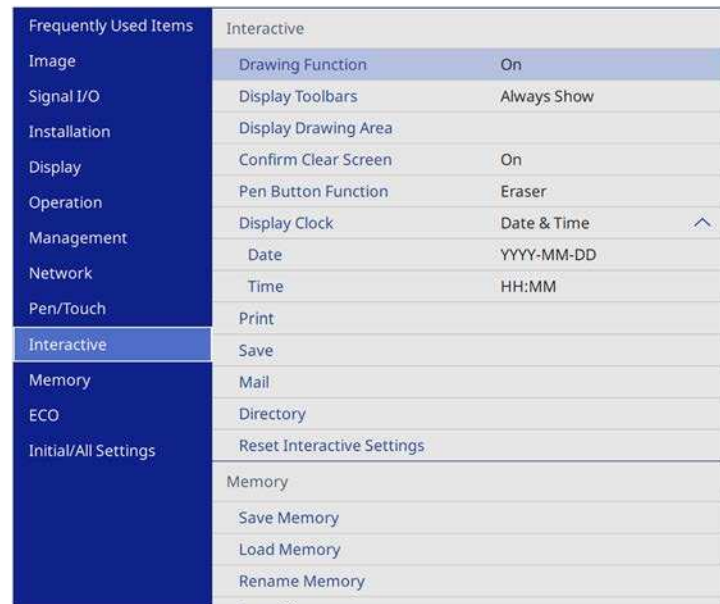 Frequently Used Items
Image
Signal I/O
Installation
Display
Operation
Management
Network
Pen/Touch
Interactive
Memory
ECO
Initial/All Settings
Interactive
Drawing Function On
Display Toolbars Always Show
Display Drawing Area
Confirm Clear Screen On
Pen Button Function Eraser
Display Clock Date & Time
Date YYYY-MM-DD
Time HH:MM
Print
Save
Mail
Directory
Reset Interactive Settings
Memory
Save Memory
Load Memory
Rename Memory